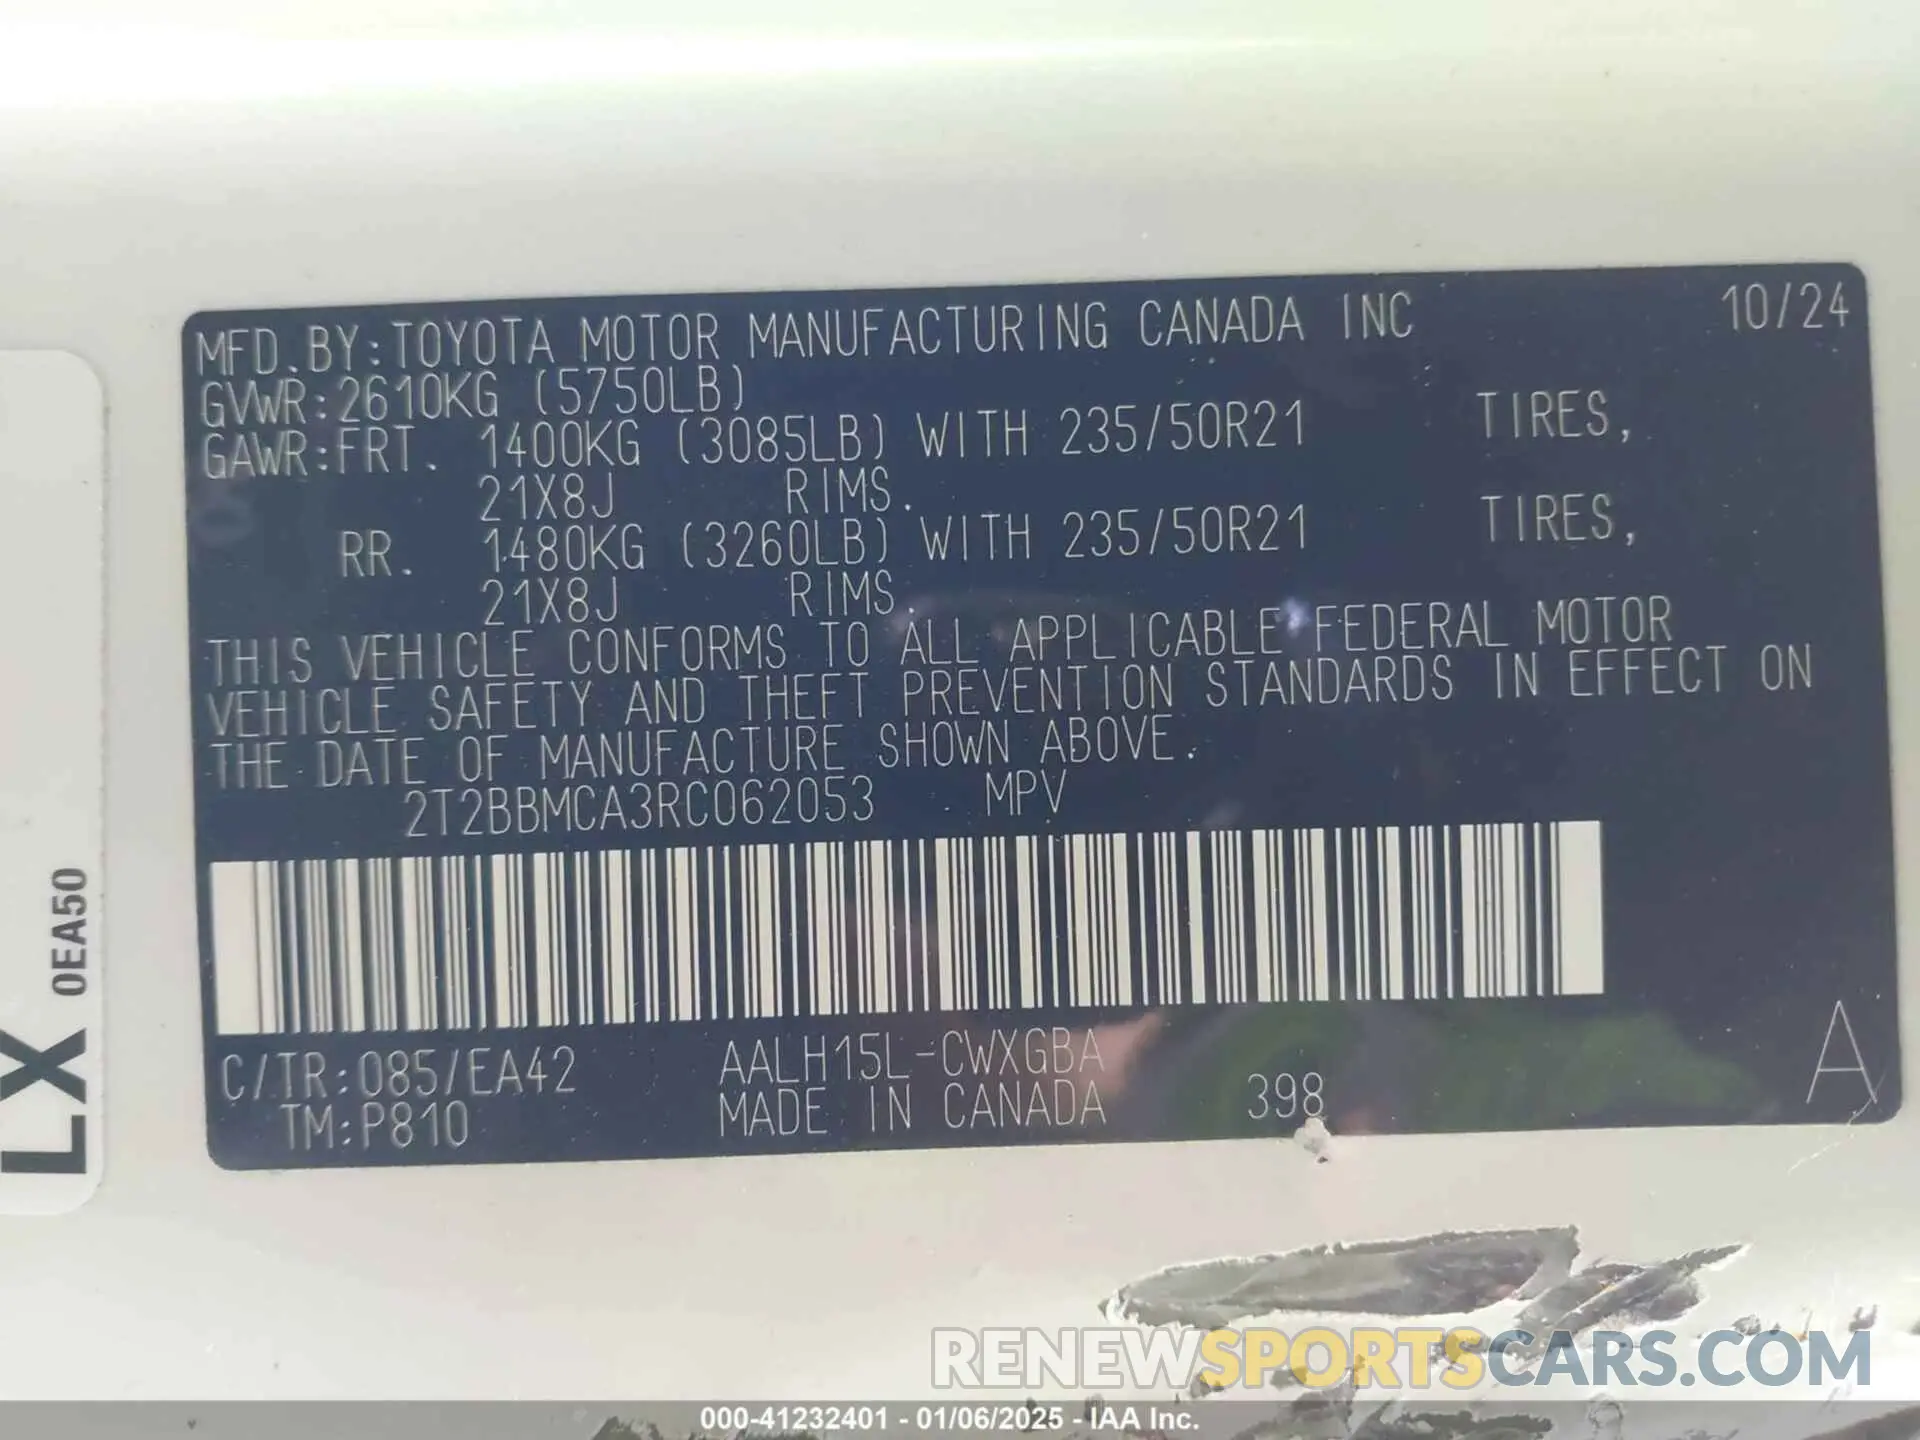 MFD.BY:TOYOTA MOTOR MANUFACTURING CANADA INC 10/24
GVWR:2610KG (5750LB)
GAWR:FRT. 1400KG (3085LB) WITH 235/50R21 TIRES,
21X8J RIMS.
RR. 1480KG (3260LB) WITH 235/50R21 TIRES,
21X8J RIMS.
THIS VEHICLE CONFORMS TO ALL APPLICABLE FEDERAL MOTOR
VEHICLE SAFETY AND THEFT PREVENTION STANDARDS IN EFFECT ON
THE DATE OF MANUFACTURE SHOWN ABOVE.
2T2BBMCA3RC062053 MPV
C/TR:085/EA42 AALH15L-CWXGBA
TM:P810 MADE IN CANADA 398 A
LX 0EA50
RENEWSPORTSCARS.COM
000-41232401 - 01/06/2025 - IAA Inc.